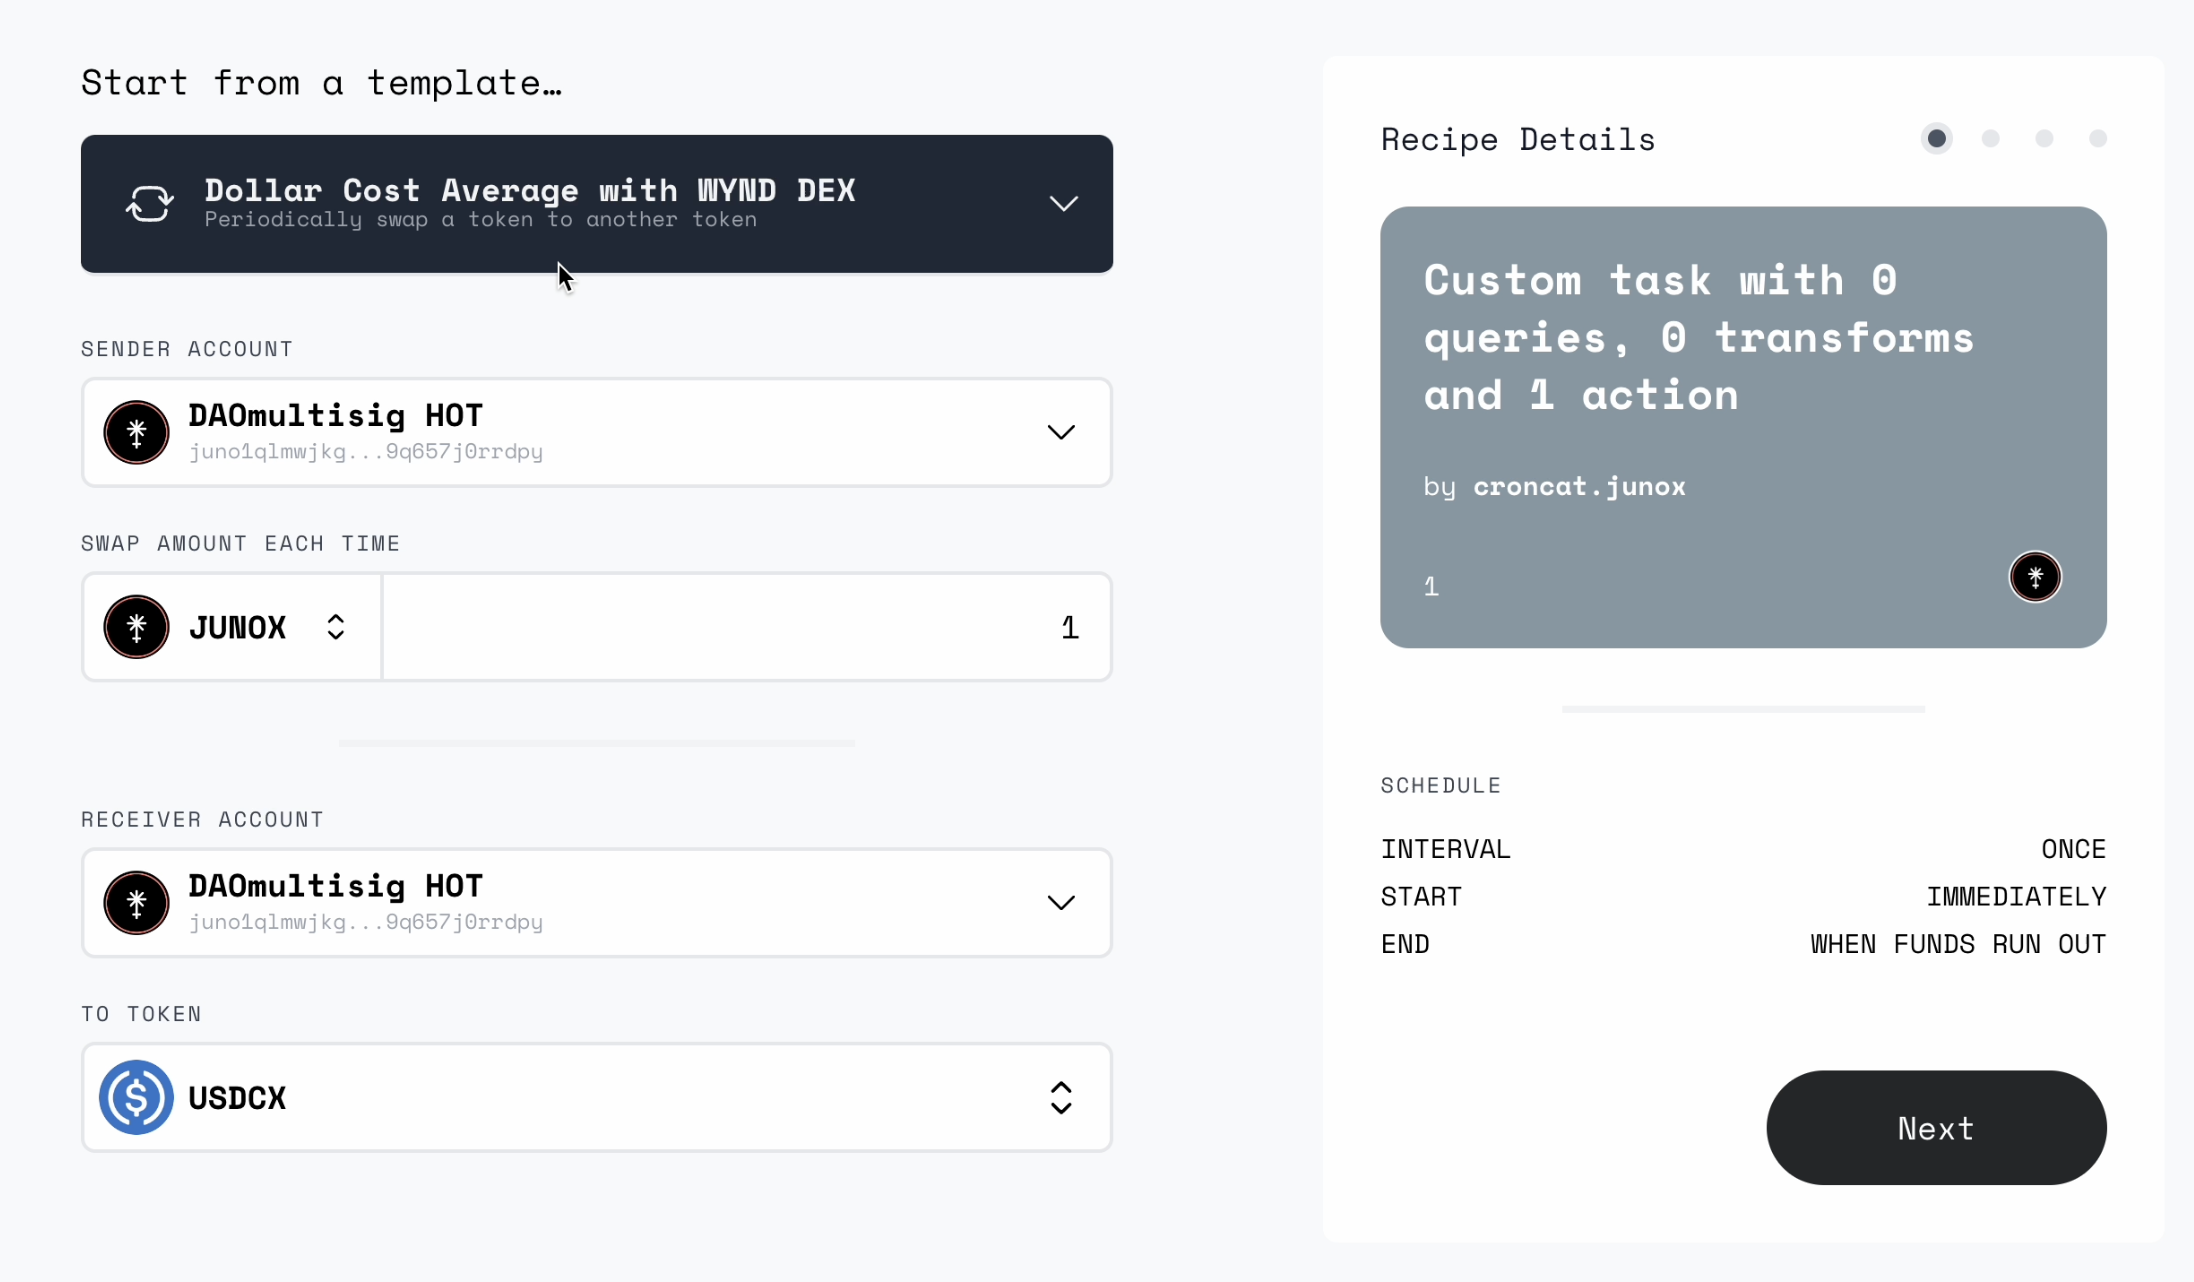 Start from a template…
Dollar Cost Average with WYND DEX
Periodically swap a token to another token
SENDER ACCOUNT
DAOmultisig HOT
juno1qlmwjkg...9q657j0rrdpy
SWAP AMOUNT EACH TIME
JUNOX
1
RECEIVER ACCOUNT
DAOmultisig HOT
juno1qlmwjkg...9q657j0rrdpy
TO TOKEN
$ USDCX
Recipe Details
Custom task with 0
queries, 0 transforms
and 1 action
by croncat.junox
1
SCHEDULE
INTERVAL ONCE
START IMMEDIATELY
END WHEN FUNDS RUN OUT
Next